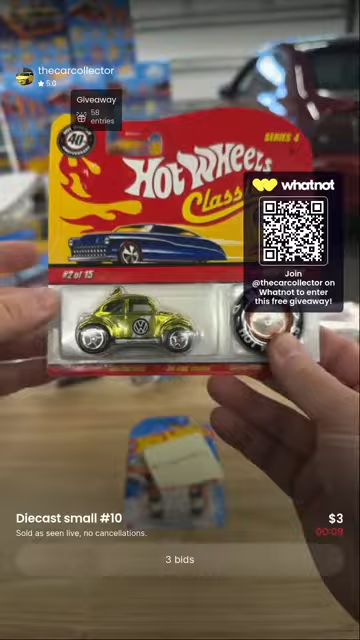 thecarcollector
★ 5.0
Giveaway
58
entries
40
SERIES 4
HOT WHEELS
Classics
whatnot
Join
@thecarcollector on
Whatnot to enter
this free giveaway!
#2 of 15
Diecast small #10
$3
Sold as seen live, no cancellations.
00:09
3 bids